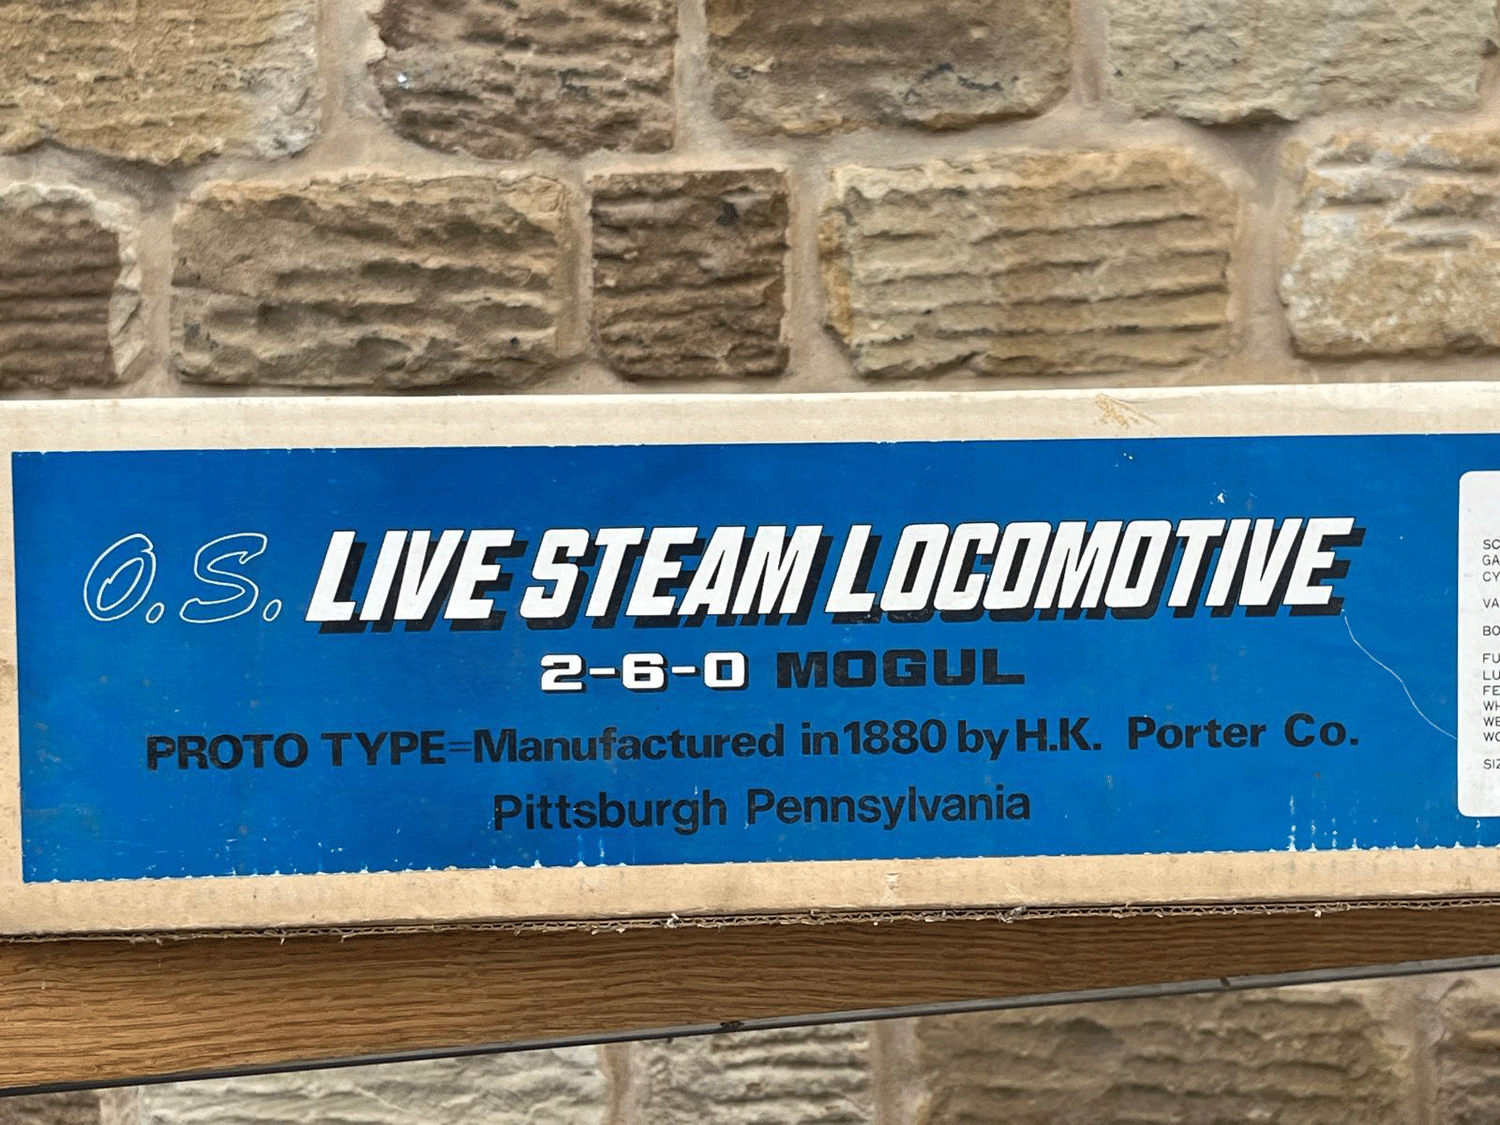 O.S. LIVE STEAM LOCOMOTIVE
2-6-0 MOGUL
PROTO TYPE=Manufactured in 1880 by H.K. Porter Co.
Pittsburgh Pennsylvania